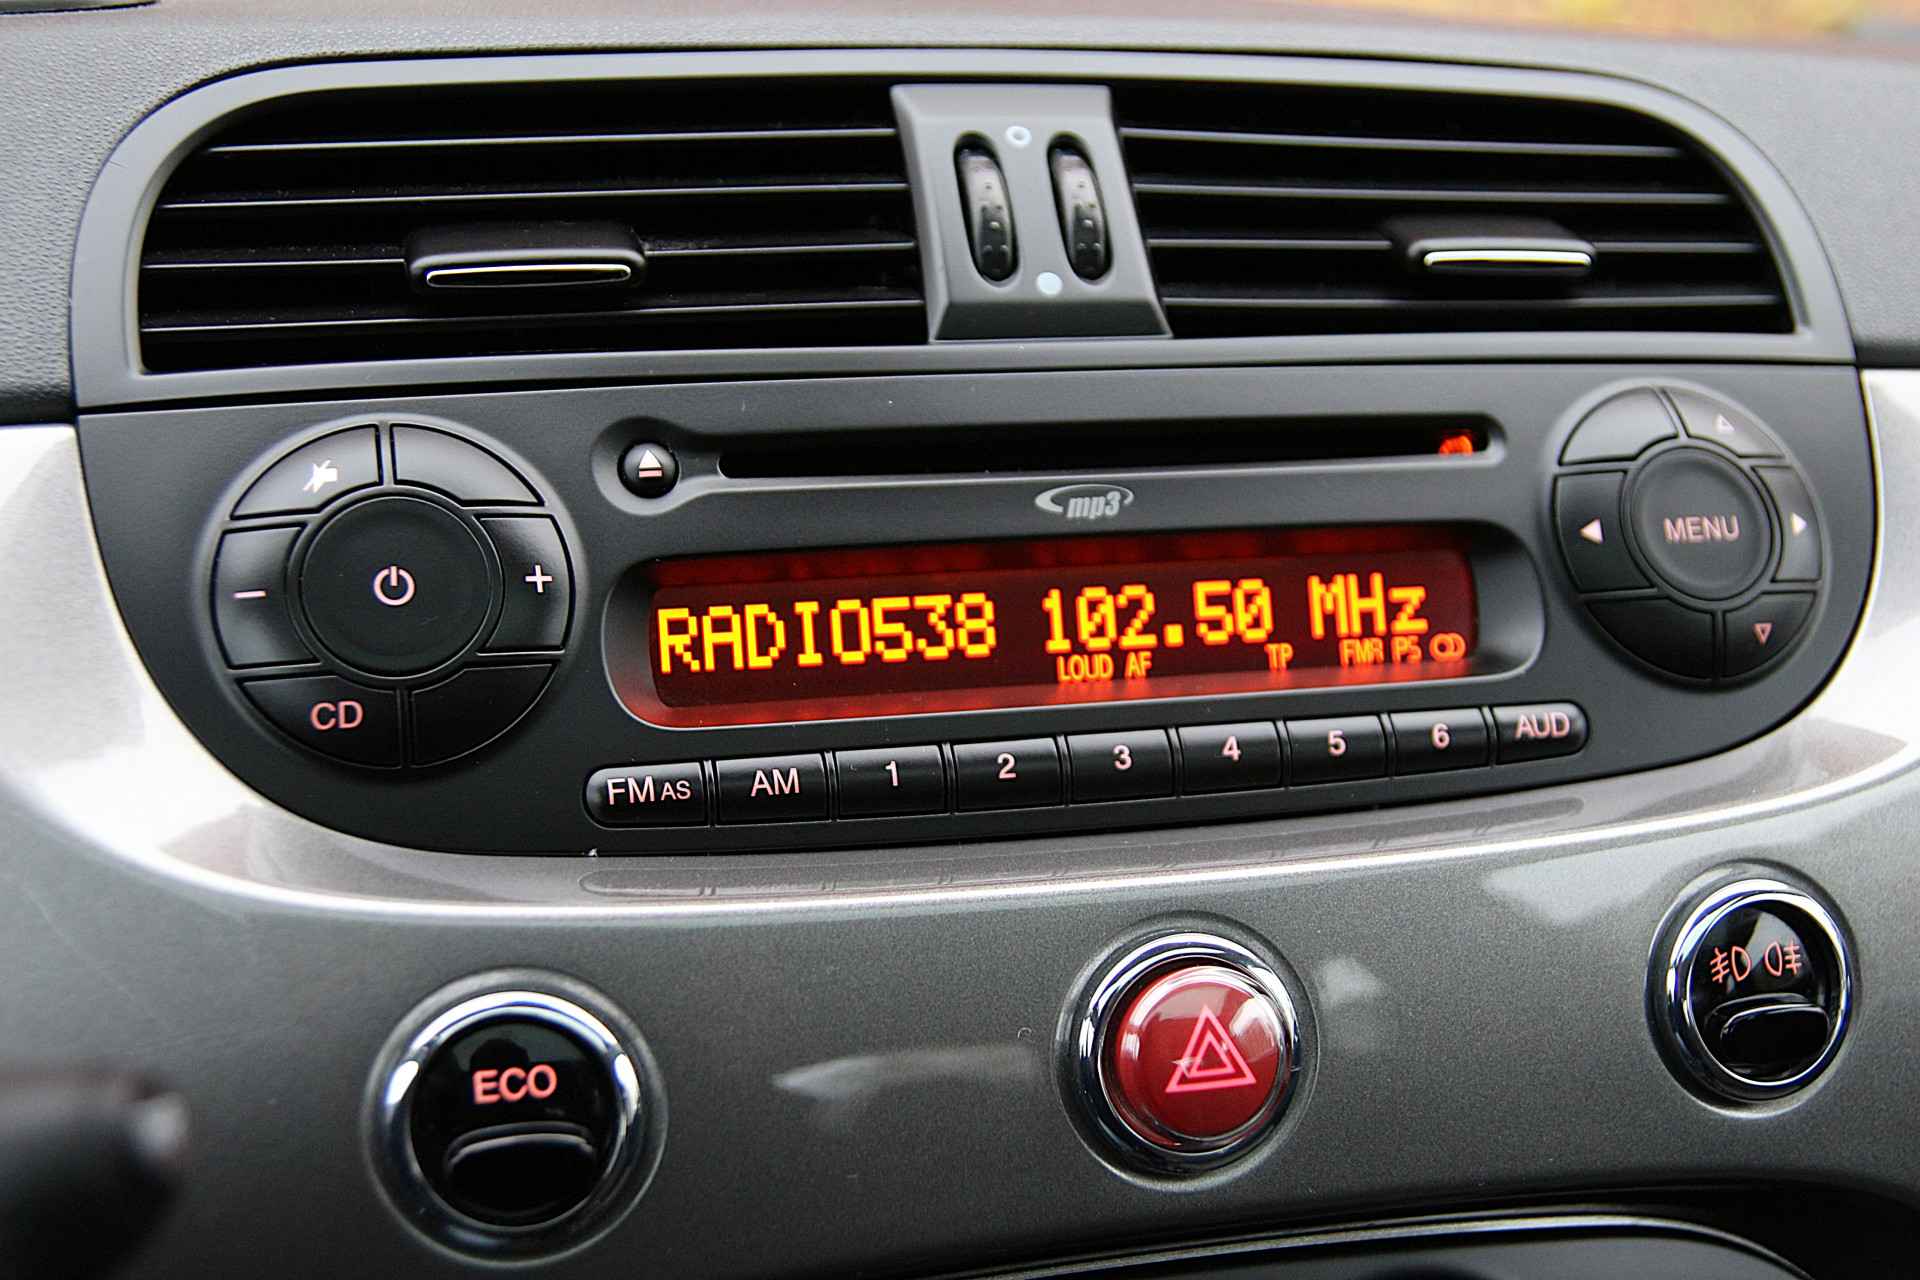 mp3
MENU
RADIO538 102.50 MHz
LOUD AF TP FMR PS
CD
FM AS AM 1 2 3 4 5 6 AUD
ECO